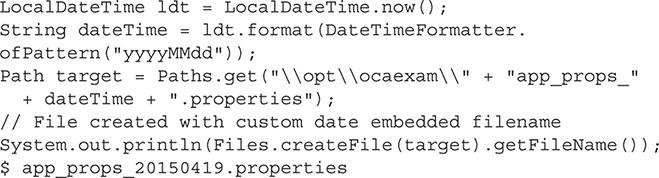 LocalDateTime ldt = LocalDateTime.now();
String dateTime = ldt.format(DateTimeFormatter.
ofPattern("yyyyMMdd"));
Path target = Paths.get("\\opt\\ocaexam\\" + "app_props_"
  + dateTime + ".properties");
// File created with custom date embedded filename
System.out.println(Files.createFile(target).getFileName());
$ app_props_20150419.properties